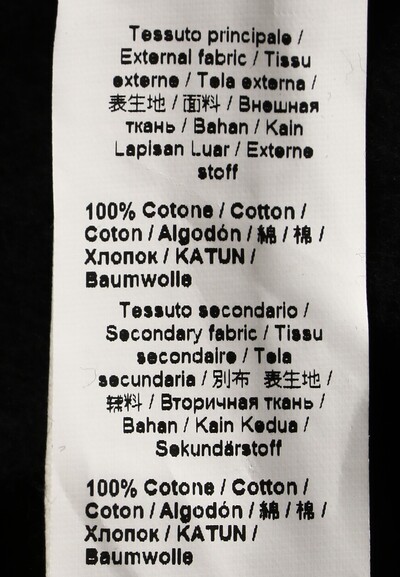 Tessuto principale /
External fabric / Tissu
externe / Tela externa /
表生地 / 面料 / Внешная
ткань / Bahan / Kain
Lapisan Luar / Externe
stoff
100% Cotone / Cotton /
Coton / Algodón / 綿 / 棉 /
Хлопок / KATUN /
Baumwolle
Tessuto secondario /
Secondary fabric / Tissu
secondaire / Tela
secundaria / 別布 表生地 /
辅料 / Вторичная ткань /
Bahan / Kain Kedua /
Sekundärstoff
100% Cotone / Cotton /
Coton / Algodón / 綿 / 棉 /
Хлопок / KATUN /
Baumwolle